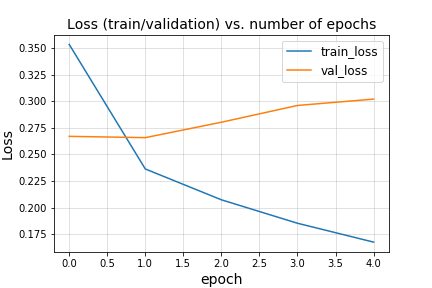 Loss (train/validation) vs. number of epochs
train_loss
val_loss
0.350
0.325
0.300
0.275
0.250
0.225
0.200
0.175
Loss
0.0 0.5 1.0 1.5 2.0 2.5 3.0 3.5 4.0
epoch